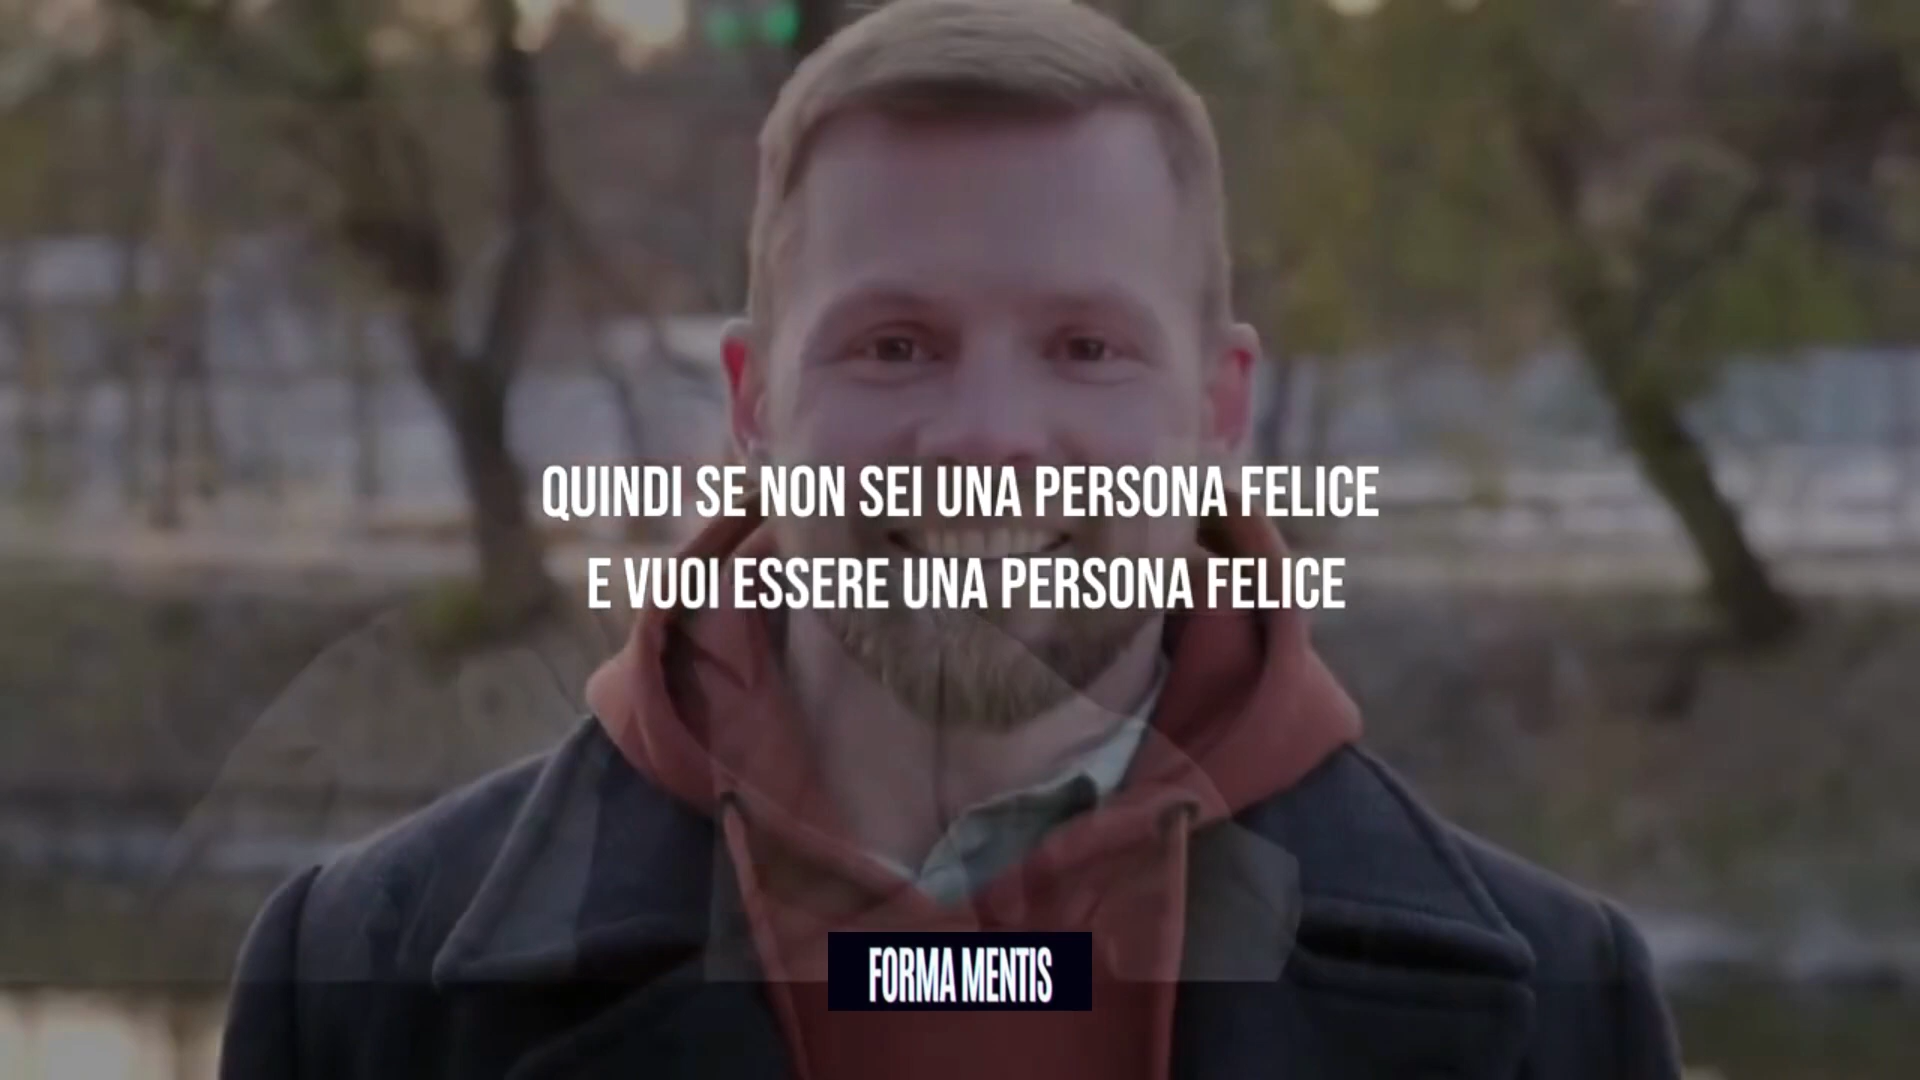 QUINDI SE NON SEI UNA PERSONA FELICE
E VUOI ESSERE UNA PERSONA FELICE
FORMA MENTIS